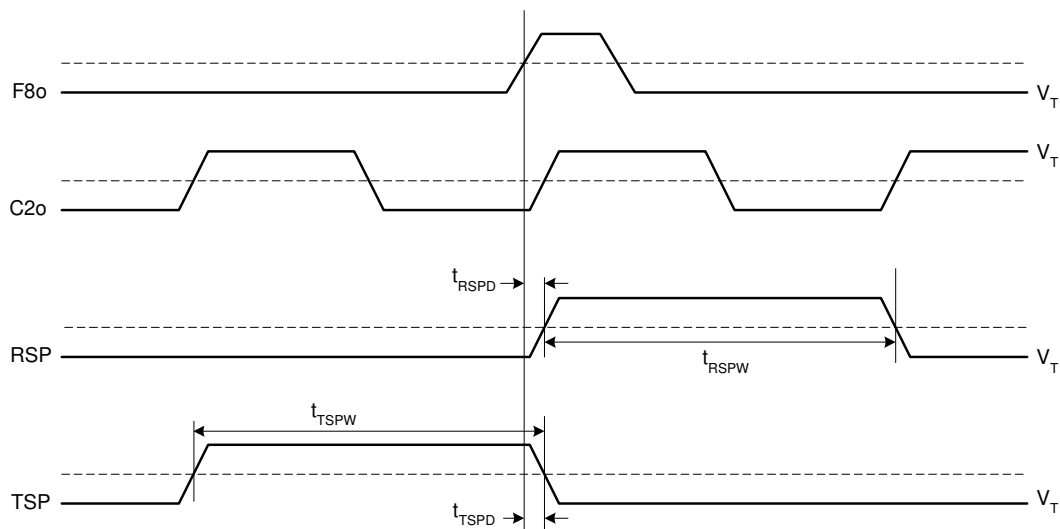 F8o
V_T
V_T
C2o
t_RSPD
RSP
t_RSPW
V_T
t_TSPW
TSP
t_TSPD
V_T